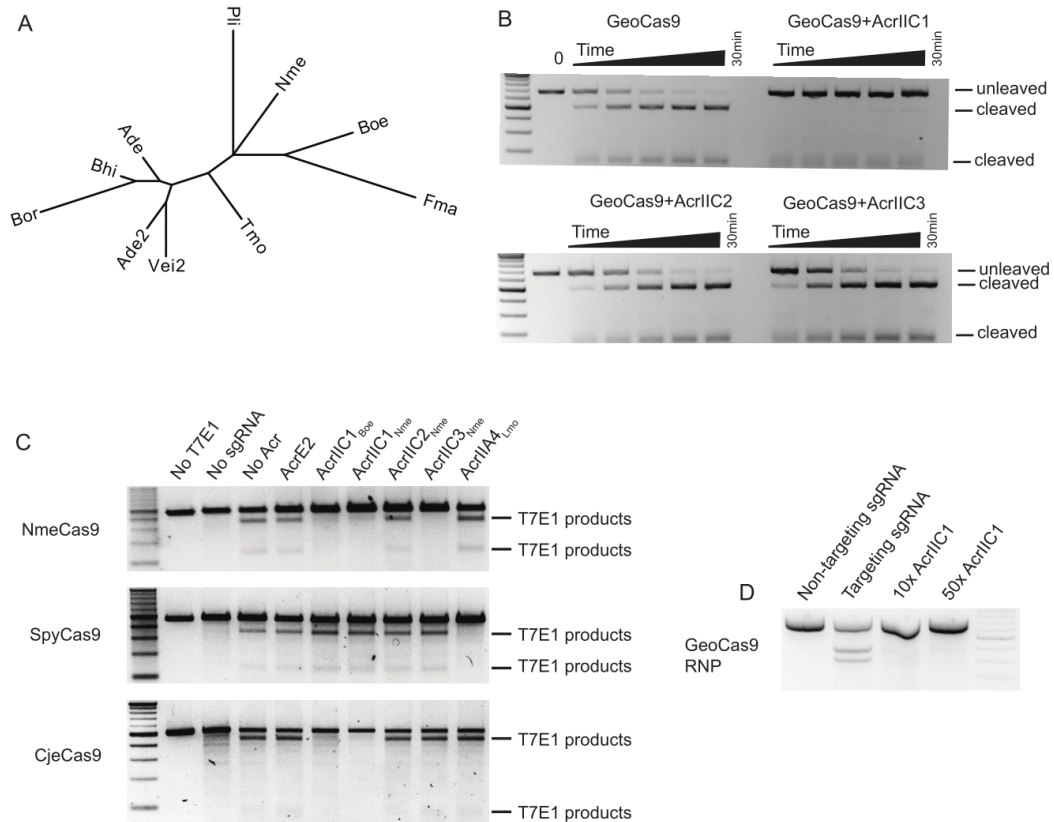 A
Pli
Nme
Boe
Fma
Tmo
Vei2
Ade2
Bor
Bhi
Ade
B
GeoCas9
GeoCas9+AcrIIC1
0
Time
30min
Time
30min
unleaved
cleaved
cleaved
GeoCas9+AcrIIC2
GeoCas9+AcrIIC3
Time
30min
Time
30min
unleaved
cleaved
cleaved
C
No T7E1
No sgRNA
No Acr
AcrE2
AcrIIC1Boe
AcrIIC1Nme
AcrIIC2Nme
AcrIIC3Nme
AcrIIA4Lmo
NmeCas9
T7E1 products
T7E1 products
SpyCas9
T7E1 products
T7E1 products
CjeCas9
T7E1 products
T7E1 products
D
Non-targeting sgRNA
Targeting sgRNA
10x AcrIIC1
50x AcrIIC1
GeoCas9
RNP